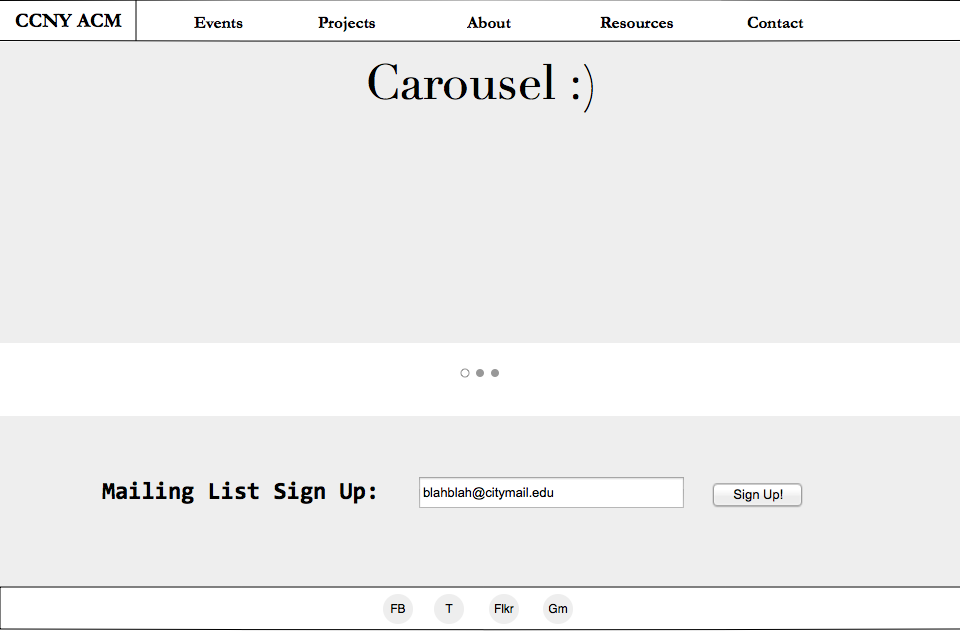 CCNY ACM Events Projects About Resources Contact
Carousel :)
Mailing List Sign Up: blahblah@citymail.edu Sign Up!
FB T Flkr Gm